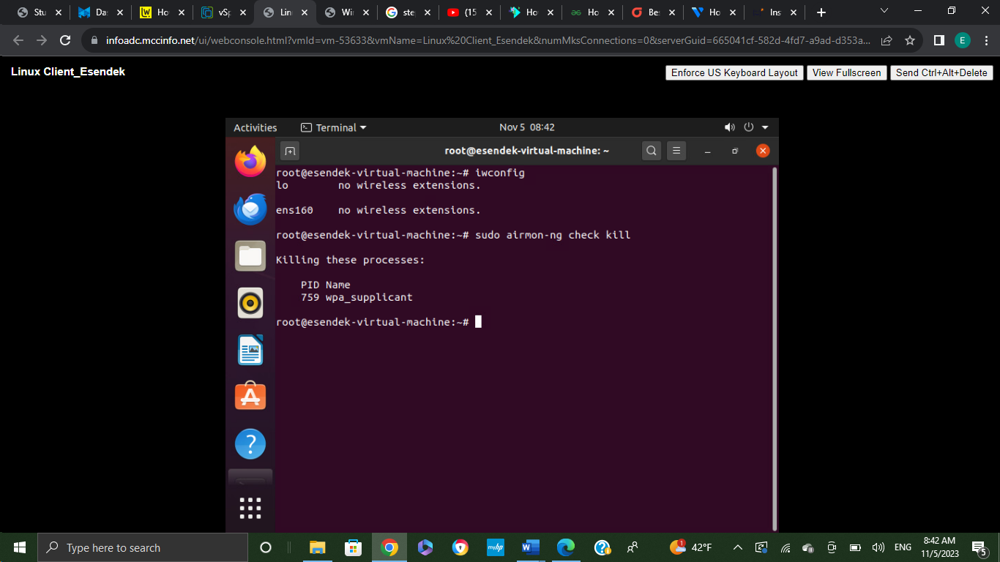 Stu
Das
Ho
vSp
Lin
Wir
ste
(15
Ho
Ho
Be
Ho
Ins
infoadc.mccinfo.net/ui/webconsole.html?vmId=vm-53633&vmName=Linux%20Client_Esendek&numMksConnections=0&serverGuid=665041cf-582d-4fd7-a9ad-d353a...
E
Linux Client_Esendek
Enforce US Keyboard Layout
View Fullscreen
Send Ctrl+Alt+Delete
Activities
Terminal
Nov 5 08:42
root@esendek-virtual-machine: ~
root@esendek-virtual-machine:~# iwconfig
lo        no wireless extensions.
ens160    no wireless extensions.
root@esendek-virtual-machine:~# sudo airmon-ng check kill
Killing these processes:
PID Name
759 wpa_supplicant
root@esendek-virtual-machine:~#
Type here to search
myhp
1
42°F
ENG
8:42 AM
11/5/2023
5